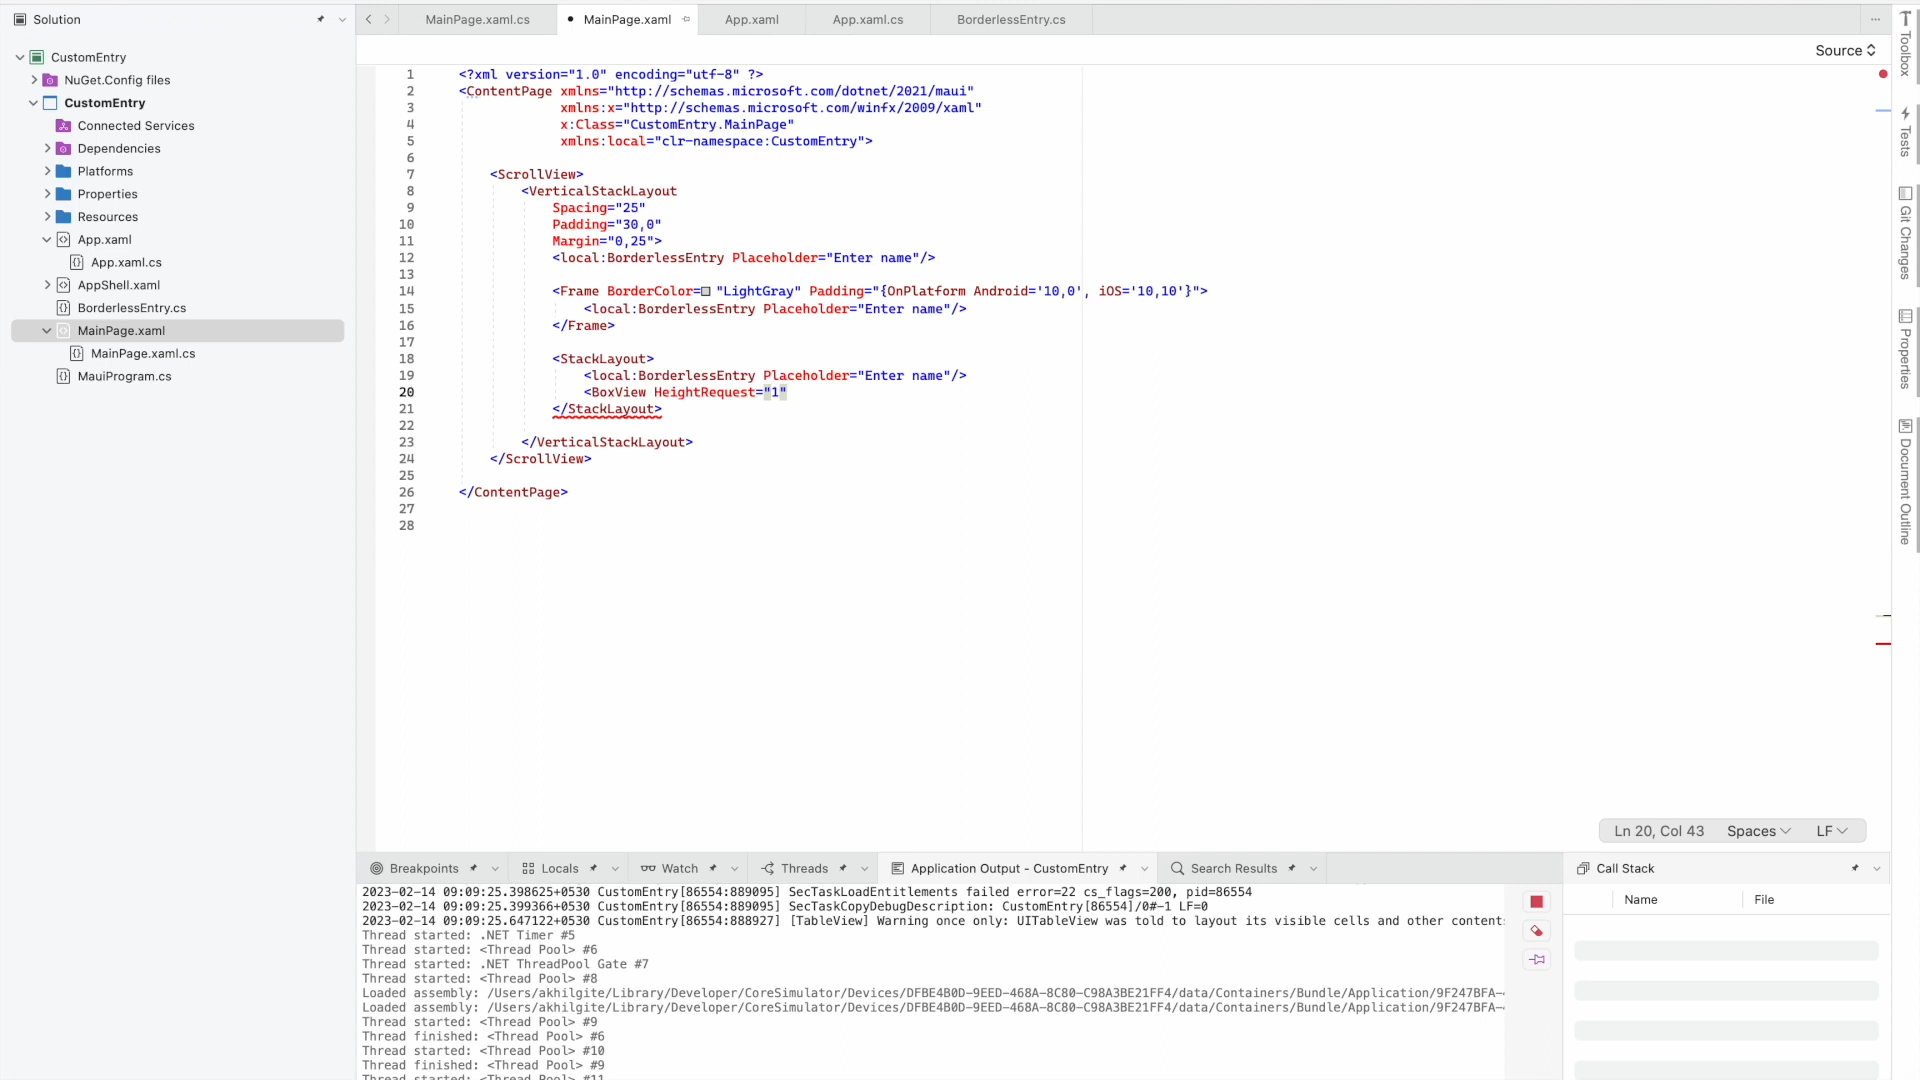 Solution
MainPage.xaml.cs
MainPage.xaml
App.xaml
App.xaml.cs
BorderlessEntry.cs
Source
CustomEntry
NuGet.Config files
CustomEntry
Connected Services
Dependencies
Platforms
Properties
Resources
App.xaml
App.xaml.cs
AppShell.xaml
BorderlessEntry.cs
MainPage.xaml
MainPage.xaml.cs
MauiProgram.cs
1 <?xml version="1.0" encoding="utf-8" ?>
2 <ContentPage xmlns="http://schemas.microsoft.com/dotnet/2021/maui"
3 xmlns:x="http://schemas.microsoft.com/winfx/2009/xaml"
4 x:Class="CustomEntry.MainPage"
5 xmlns:local="clr-namespace:CustomEntry">
6
7 <ScrollView>
8 <VerticalStackLayout
9 Spacing="25"
10 Padding="30,0"
11 Margin="0,25">
12 <local:BorderlessEntry Placeholder="Enter name"/>
13
14 <Frame BorderColor="LightGray" Padding="{OnPlatform Android='10,0', iOS='10,10'}">
15 <local:BorderlessEntry Placeholder="Enter name"/>
16 </Frame>
17
18 <StackLayout>
19 <local:BorderlessEntry Placeholder="Enter name"/>
20 <BoxView HeightRequest="1"
21 </StackLayout>
22
23 </VerticalStackLayout>
24 </ScrollView>
25
26 </ContentPage>
27
28
Toolbox
Tests
Git Changes
Properties
Document Outline
Ln 20, Col 43 Spaces LF
Breakpoints
Locals
Watch
Threads
Application Output - CustomEntry
Search Results
Call Stack
Name
File
2023-02-14 09:09:25.398625+0530 CustomEntry[86554:889095] SecTaskLoadEntitlements failed error=22 cs_flags=200, pid=86554
2023-02-14 09:09:25.399366+0530 CustomEntry[86554:889095] SecTaskCopyDebugDescription: CustomEntry[86554]/0#-1 LF=0
2023-02-14 09:09:25.647122+0530 CustomEntry[86554:888927] [TableView] Warning once only: UITableView was told to layout its visible cells and other content
Thread started: .NET Timer #5
Thread started: <Thread Pool> #6
Thread started: .NET ThreadPool Gate #7
Thread started: <Thread Pool> #8
Loaded assembly: /Users/akhilgite/Library/Developer/CoreSimulator/Devices/DFBE4B0D-9EED-468A-8C80-C98A3BE21FF4/data/Containers/Bundle/Application/9F247BFA-
Loaded assembly: /Users/akhilgite/Library/Developer/CoreSimulator/Devices/DFBE4B0D-9EED-468A-8C80-C98A3BE21FF4/data/Containers/Bundle/Application/9F247BFA-
Thread started: <Thread Pool> #9
Thread finished: <Thread Pool> #6
Thread started: <Thread Pool> #10
Thread finished: <Thread Pool> #9
Thread started: <Thread Pool> #11